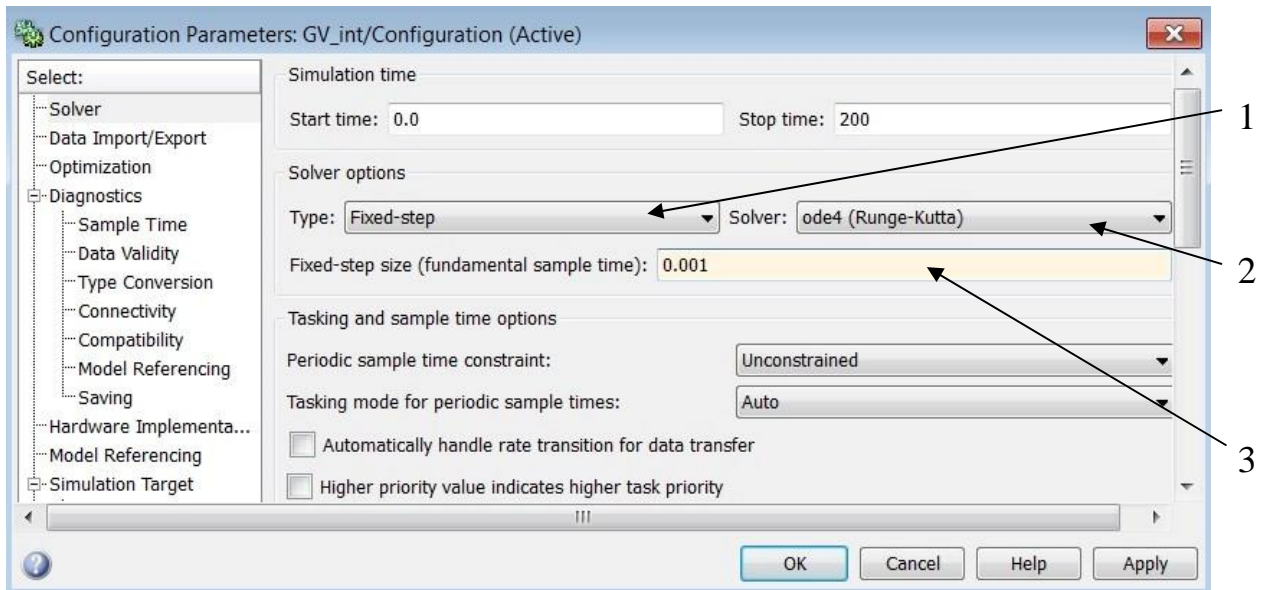 Configuration Parameters: GV_int/Configuration (Active)
Select:
Solver
Data Import/Export
Optimization
Diagnostics
Sample Time
Data Validity
Type Conversion
Connectivity
Compatibility
Model Referencing
Saving
Hardware Implementa...
Model Referencing
Simulation Target
Simulation time
Start time: 0.0 Stop time: 200
Solver options
Type: Fixed-step Solver: ode4 (Runge-Kutta)
Fixed-step size (fundamental sample time): 0.001
Tasking and sample time options
Periodic sample time constraint: Unconstrained
Tasking mode for periodic sample times: Auto
Automatically handle rate transition for data transfer
Higher priority value indicates higher task priority
OK Cancel Help Apply
1
2
3